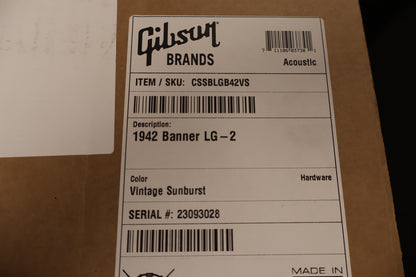 Gibson
BRANDS
Acoustic
ITEM / SKU: CSSBLGB42VS
Description:
1942 Banner LG-2
Color
Hardware
Vintage Sunburst
SERIAL #: 23093028
MADE IN